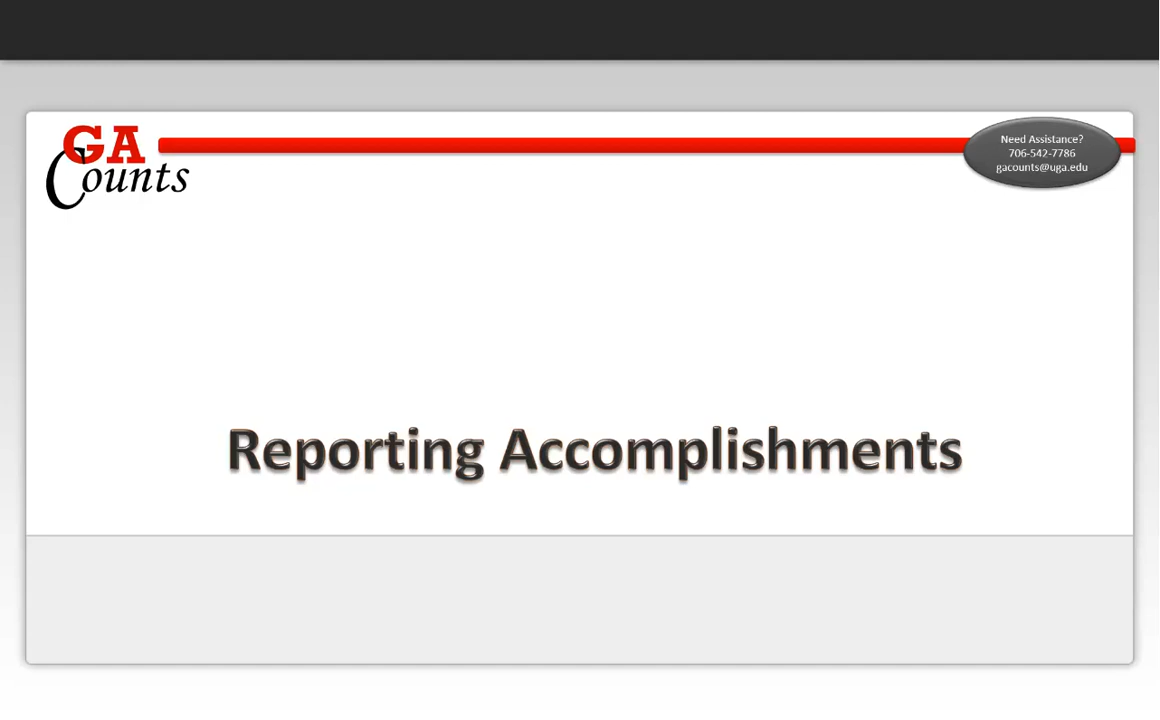 GA
Counts
Need Assistance?
706-542-7786
gacounts@uga.edu
Reporting Accomplishments